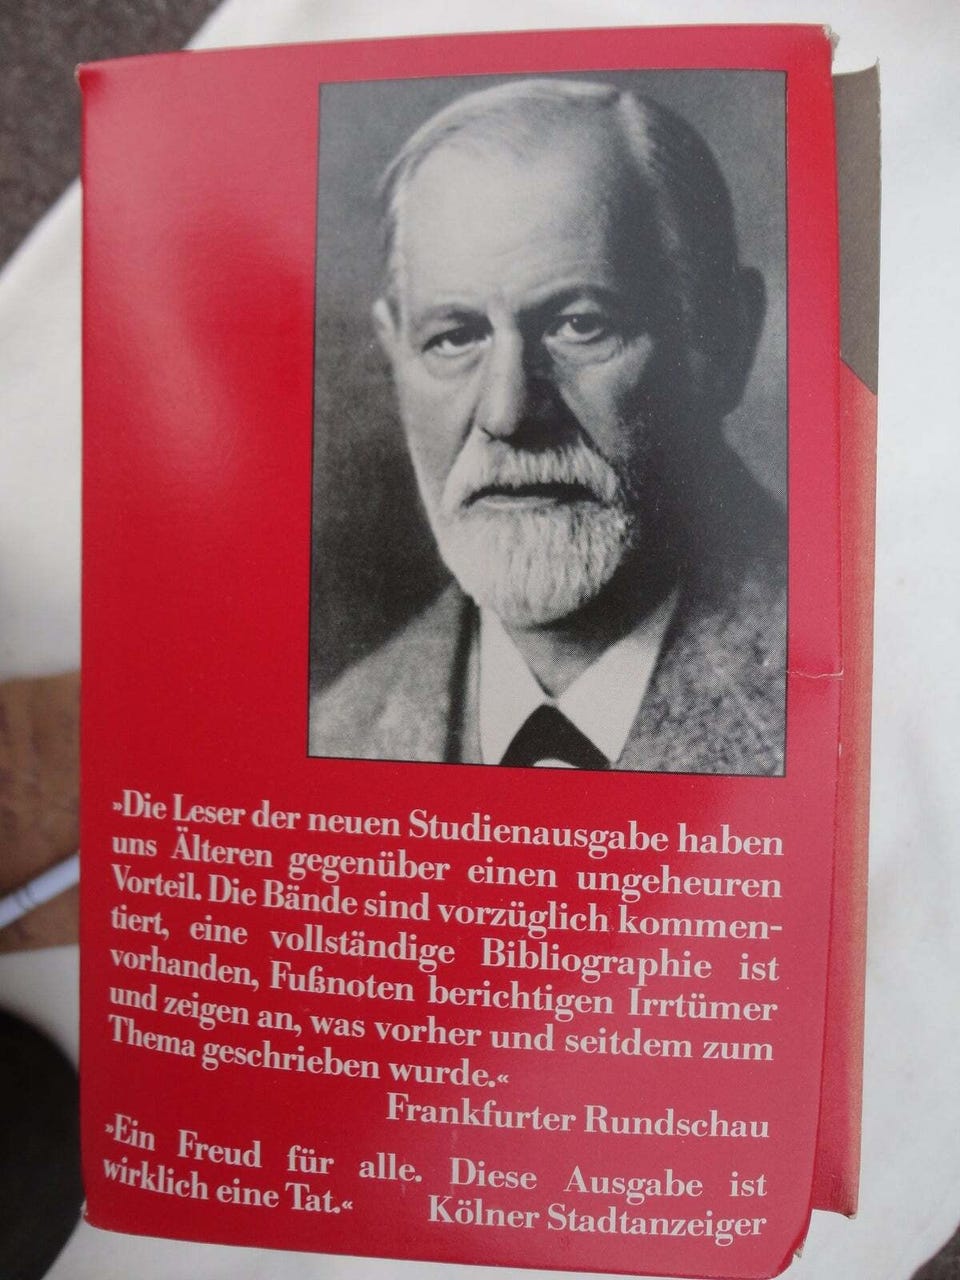 »Die Leser der neuen Studienausgabe haben
uns Älteren gegenüber einen ungeheuren
Vorteil. Die Bände sind vorzüglich kommen-
tiert, eine vollständige Bibliographie ist
vorhanden, Fußnoten berichtigen Irrtümer
und zeigen an, was vorher und seitdem zum
Thema geschrieben wurde.«
Frankfurter Rundschau
»Ein Freud für alle. Diese Ausgabe ist
wirklich eine Tat.« Kölner Stadtanzeiger